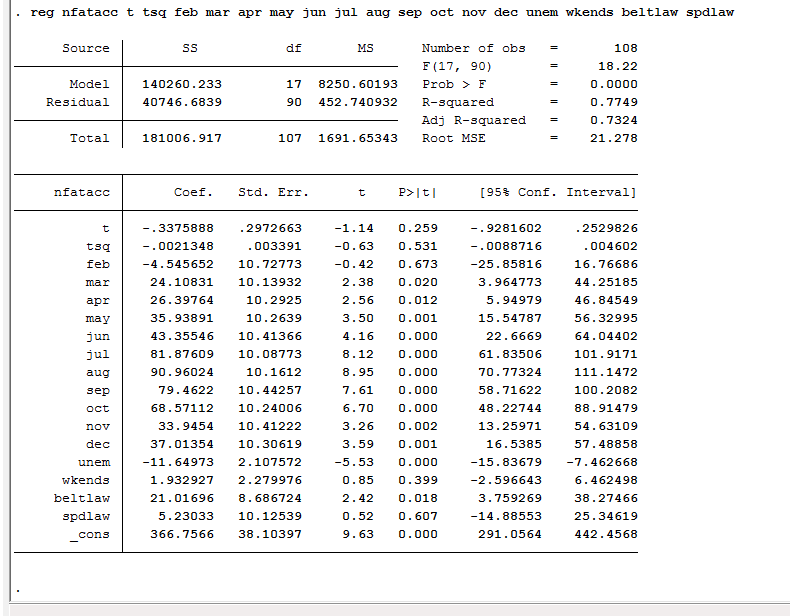 . reg nfatacc t tsq feb mar apr may jun jul aug sep oct nov dec unem wkends beltlaw spdlaw
Source | SS df MS Number of obs = 108
F(17, 90) = 18.22
Model | 140260.233 17 8250.60193 Prob > F = 0.0000
Residual | 40746.6839 90 452.740932 R-squared = 0.7749
Adj R-squared = 0.7324
Total | 181006.917 107 1691.65343 Root MSE = 21.278
nfatacc | Coef. Std. Err. t P>|t| [95% Conf. Interval]
t | -.3375888 .2972663 -1.14 0.259 -.9281602 .2529826
tsq | -.0021348 .003391 -0.63 0.531 -.0088716 .004602
feb | -4.545652 10.72773 -0.42 0.673 -25.85816 16.76686
mar | 24.10831 10.13932 2.38 0.020 3.964773 44.25185
apr | 26.39764 10.2925 2.56 0.012 5.94979 46.84549
may | 35.93891 10.2639 3.50 0.001 15.54787 56.32995
jun | 43.35546 10.41366 4.16 0.000 22.6669 64.04402
jul | 81.87609 10.08773 8.12 0.000 61.83506 101.9171
aug | 90.96024 10.1612 8.95 0.000 70.77324 111.1472
sep | 79.4622 10.44257 7.61 0.000 58.71622 100.2082
oct | 68.57112 10.24006 6.70 0.000 48.22744 88.91479
nov | 33.9454 10.41222 3.26 0.002 13.25971 54.63109
dec | 37.01354 10.30619 3.59 0.001 16.5385 57.48858
unem | -11.64973 2.107572 -5.53 0.000 -15.83679 -7.462668
wkends | 1.932927 2.279976 0.85 0.399 -2.596643 6.462498
beltlaw | 21.01696 8.686724 2.42 0.018 3.759269 38.27466
spdlaw | 5.23033 10.12539 0.52 0.607 -14.88553 25.34619
_cons | 366.7566 38.10397 9.63 0.000 291.0564 442.4568
.